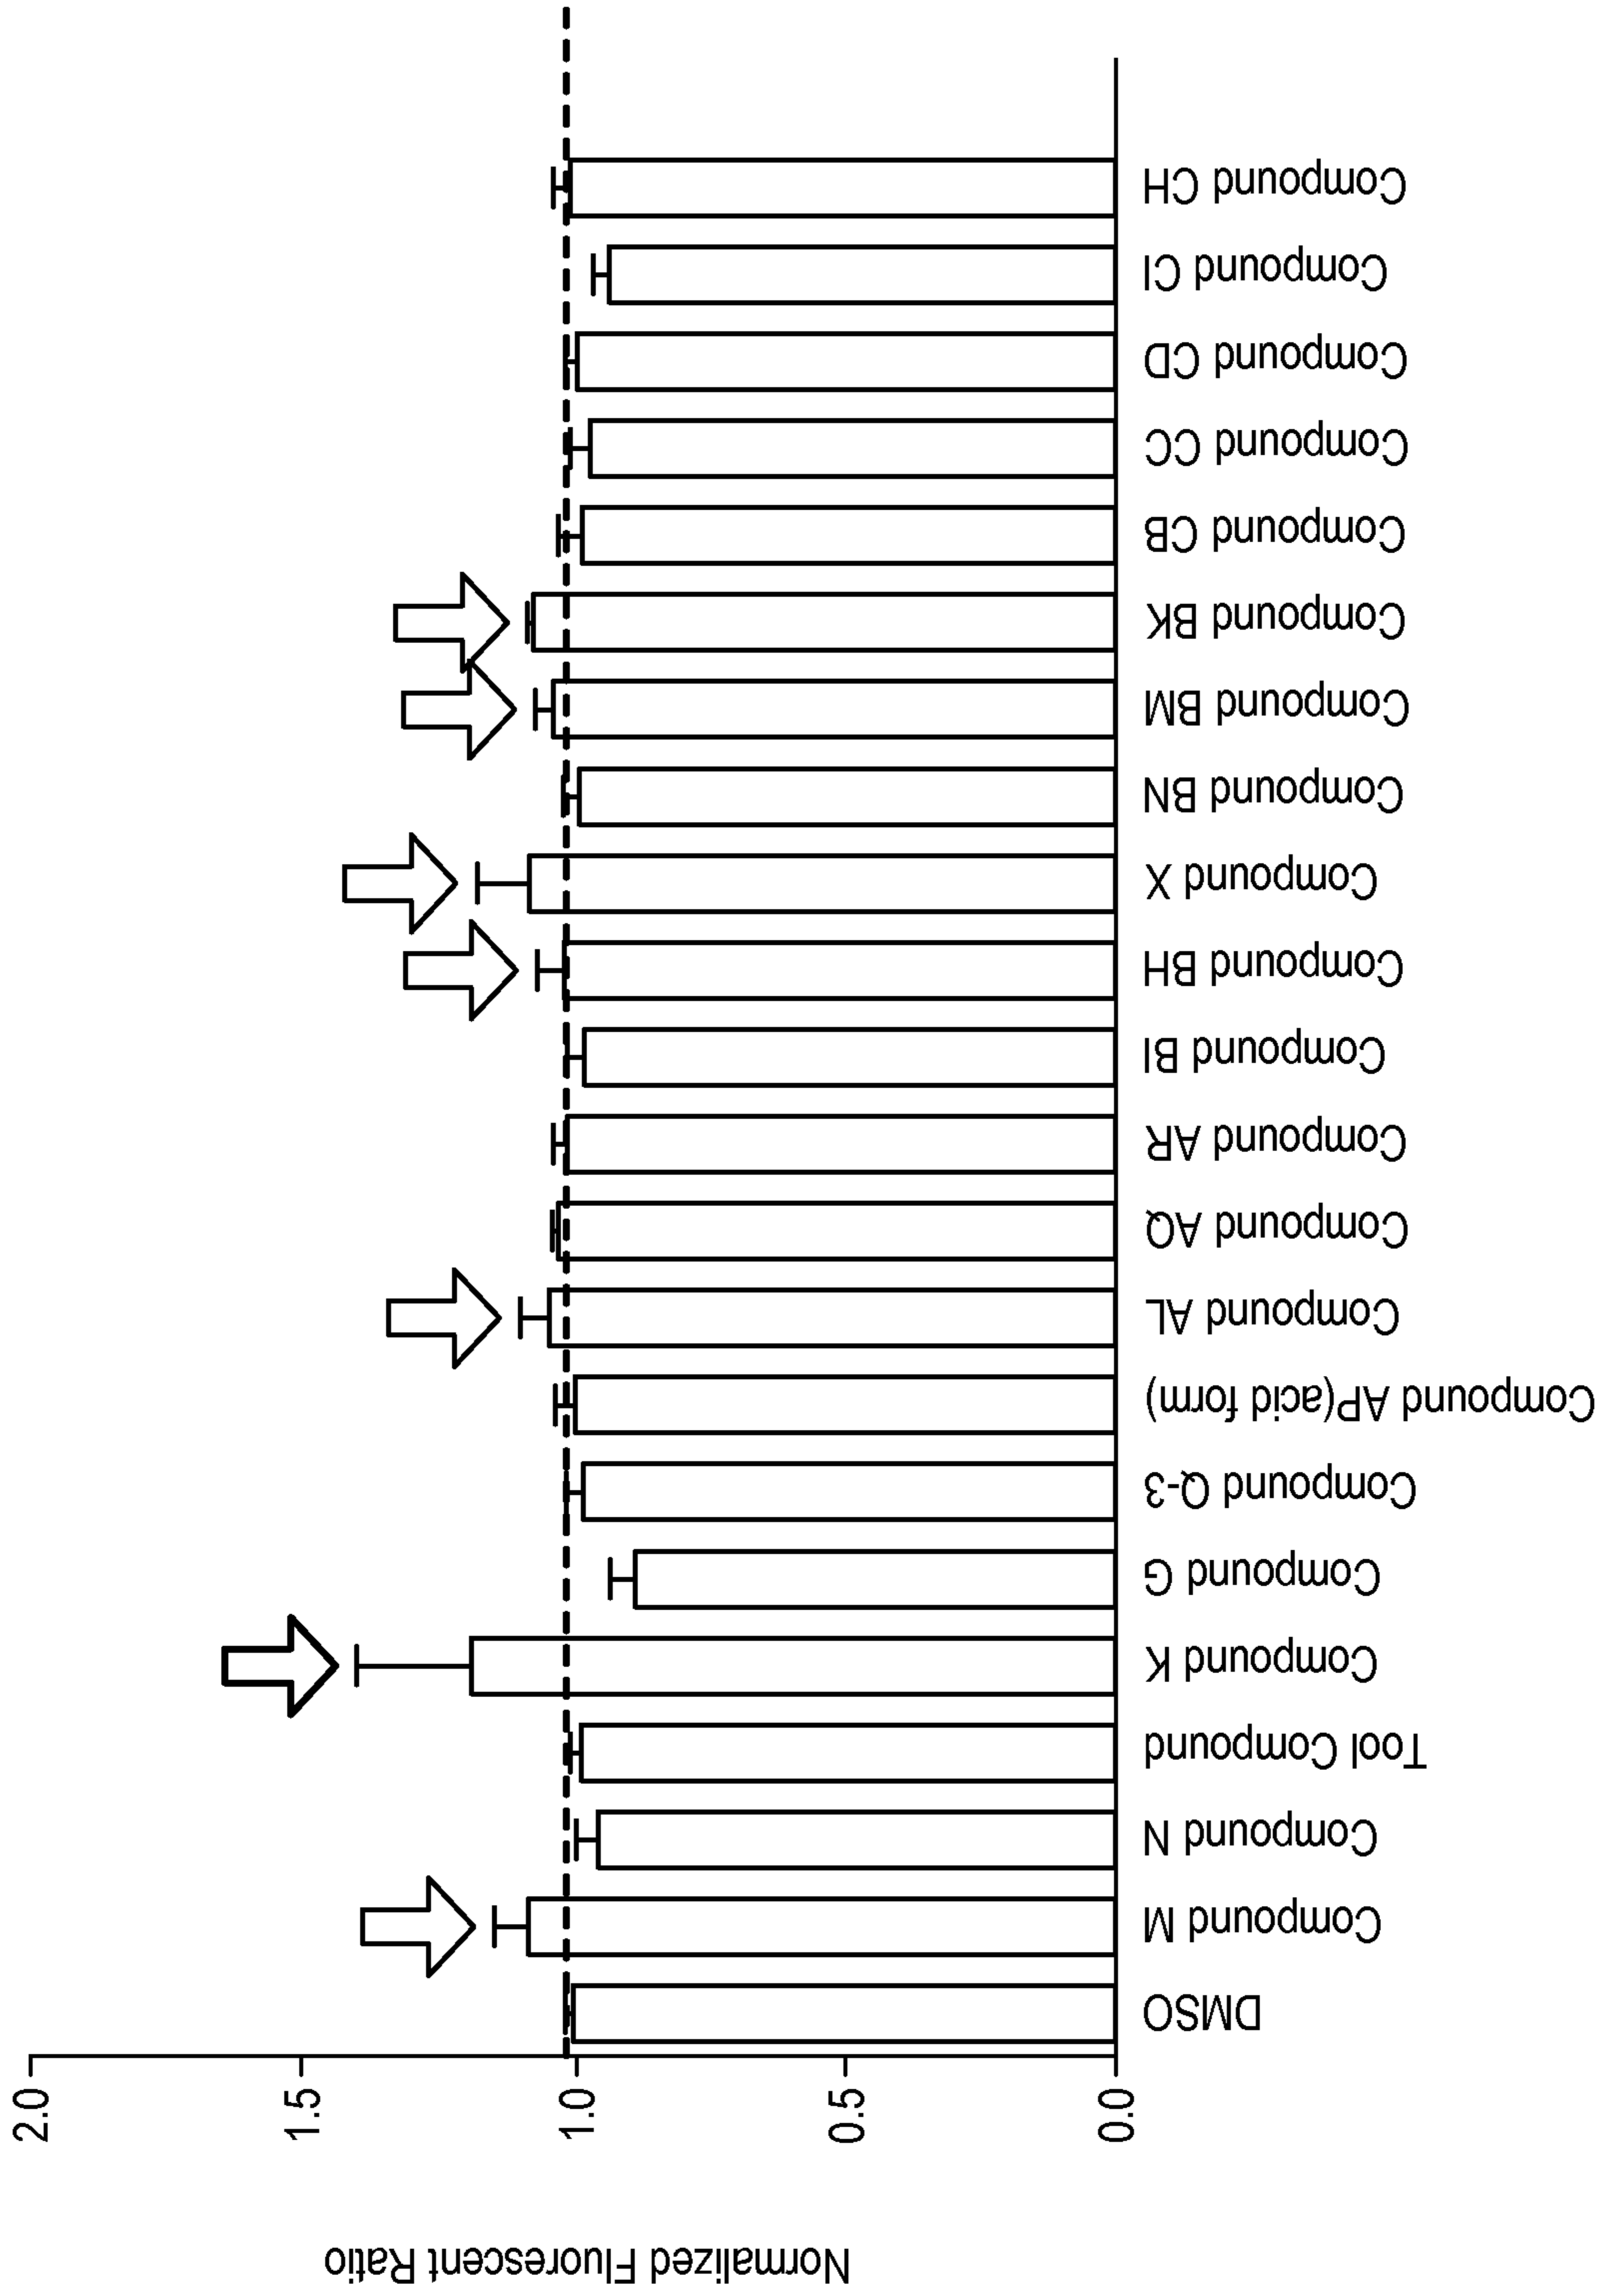 Normalized Fluorescent Ratio
2.0
1.5
1.0
0.5
0.0
DMSO
Compound M
Compound N
Tool Compound
Compound K
Compound G
Compound Q-3
Compound AP(acid form)
Compound AL
Compound AQ
Compound AR
Compound BI
Compound BH
Compound X
Compound BN
Compound BM
Compound BK
Compound CB
Compound CC
Compound CD
Compound CI
Compound CH